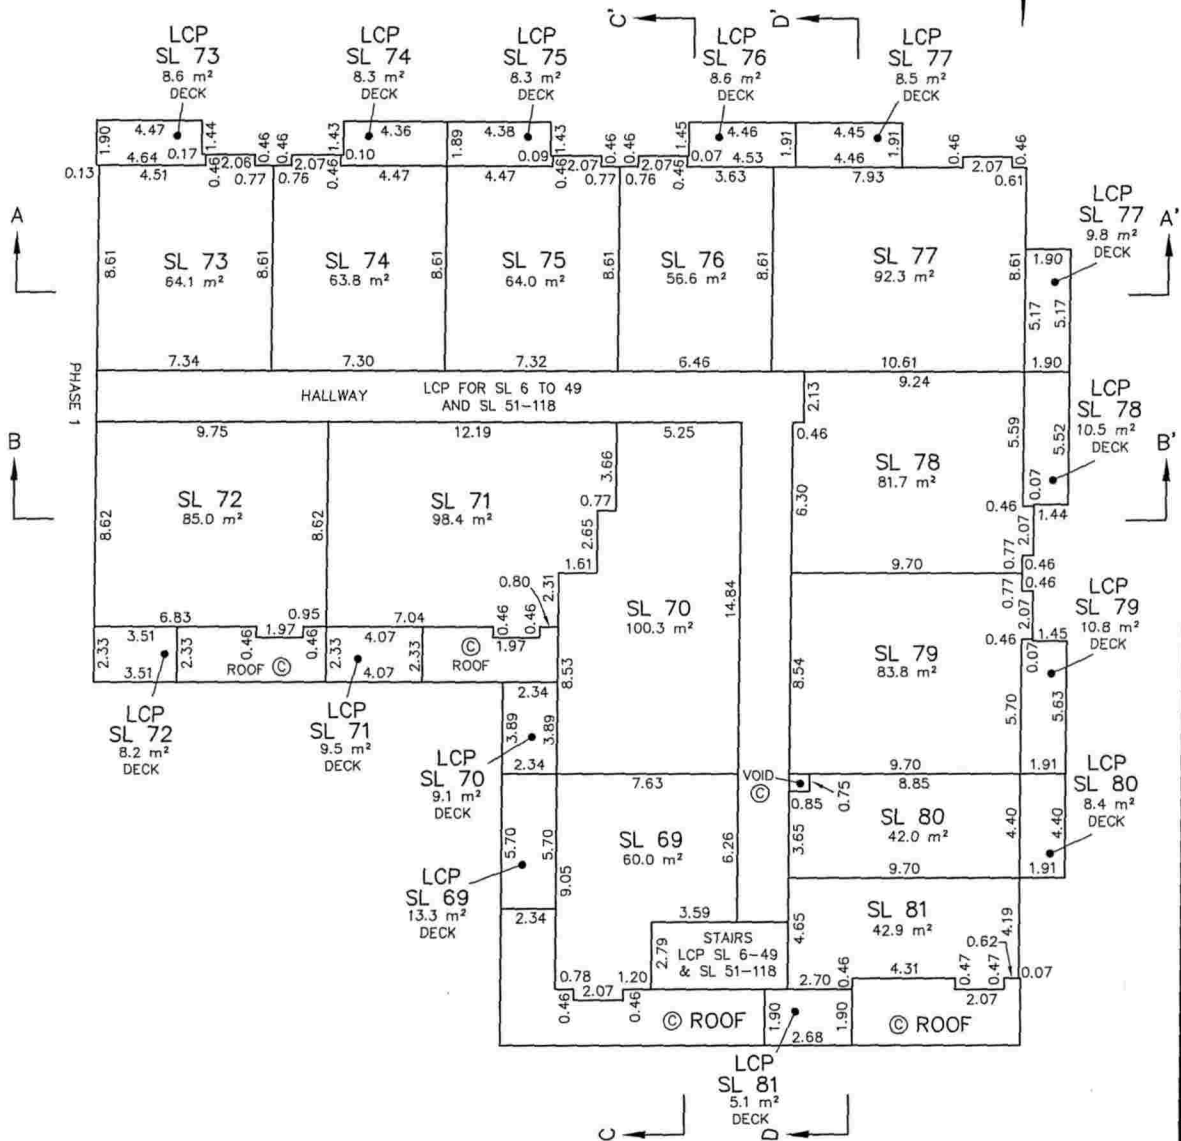 C'
D'
LCP
SL 73
8.6 m²
DECK
LCP
SL 74
8.3 m²
DECK
LCP
SL 75
8.3 m²
DECK
LCP
SL 76
8.6 m²
DECK
LCP
SL 77
8.5 m²
DECK
1.90
4.47
1.44
0.46
0.46
1.43
4.36
1.89
4.38
1.43
0.46
0.46
1.45
4.46
1.91
4.45
1.91
0.46
0.46
4.64
0.17
2.06
2.07
0.10
0.09
2.07
2.07
0.07
4.53
4.46
2.07
0.13
4.51
0.46
0.77
0.76
0.46
4.47
4.47
0.46
0.77
0.76
0.46
3.63
7.93
0.61
A
8.61
SL 73
64.1 m²
8.61
SL 74
63.8 m²
8.61
SL 75
64.0 m²
8.61
SL 76
56.6 m²
8.61
SL 77
92.3 m²
8.61
LCP
SL 77
9.8 m²
DECK
A'
1.90
5.17
5.17
7.34
7.30
7.32
6.46
10.61
1.90
PHASE 1
HALLWAY
LCP FOR SL 6 TO 49
AND SL 51-118
9.24
2.13
0.46
5.59
5.52
LCP
SL 78
10.5 m²
DECK
B
9.75
12.19
5.25
3.66
SL 78
81.7 m²
6.30
0.07
B'
8.62
SL 72
85.0 m²
8.62
SL 71
98.4 m²
0.77
2.65
1.61
0.46
1.44
2.07
0.77
0.46
9.70
0.80
2.31
SL 70
100.3 m²
14.84
0.77
0.46
2.07
LCP
SL 79
10.8 m²
DECK
6.83
0.95
7.04
0.46
0.46
1.97
3.51
0.46
1.97
0.46
4.07
2.33
2.33
2.33
2.33
ROOF ©
© ROOF
3.51
4.07
8.53
8.54
SL 79
83.8 m²
0.46
1.45
0.07
5.70
5.63
LCP
SL 72
8.2 m²
DECK
LCP
SL 71
9.5 m²
DECK
2.34
3.89
3.89
2.34
LCP
SL 70
9.1 m²
DECK
7.63
VOID
©
0.85
0.75
9.70
8.85
1.91
LCP
SL 80
8.4 m²
DECK
SL 80
42.0 m²
3.65
4.40
4.40
5.70
5.70
9.05
SL 69
60.0 m²
6.26
9.70
1.91
LCP
SL 69
13.3 m²
DECK
2.34
3.59
2.79
STAIRS
LCP SL 6-49
& SL 51-118
4.65
SL 81
42.9 m²
4.19
0.62
0.07
0.78
2.07
1.20
0.46
0.46
2.70
0.46
4.31
0.47
0.47
2.07
© ROOF
1.90
2.68
1.90
© ROOF
LCP
SL 81
5.1 m²
DECK
C
D